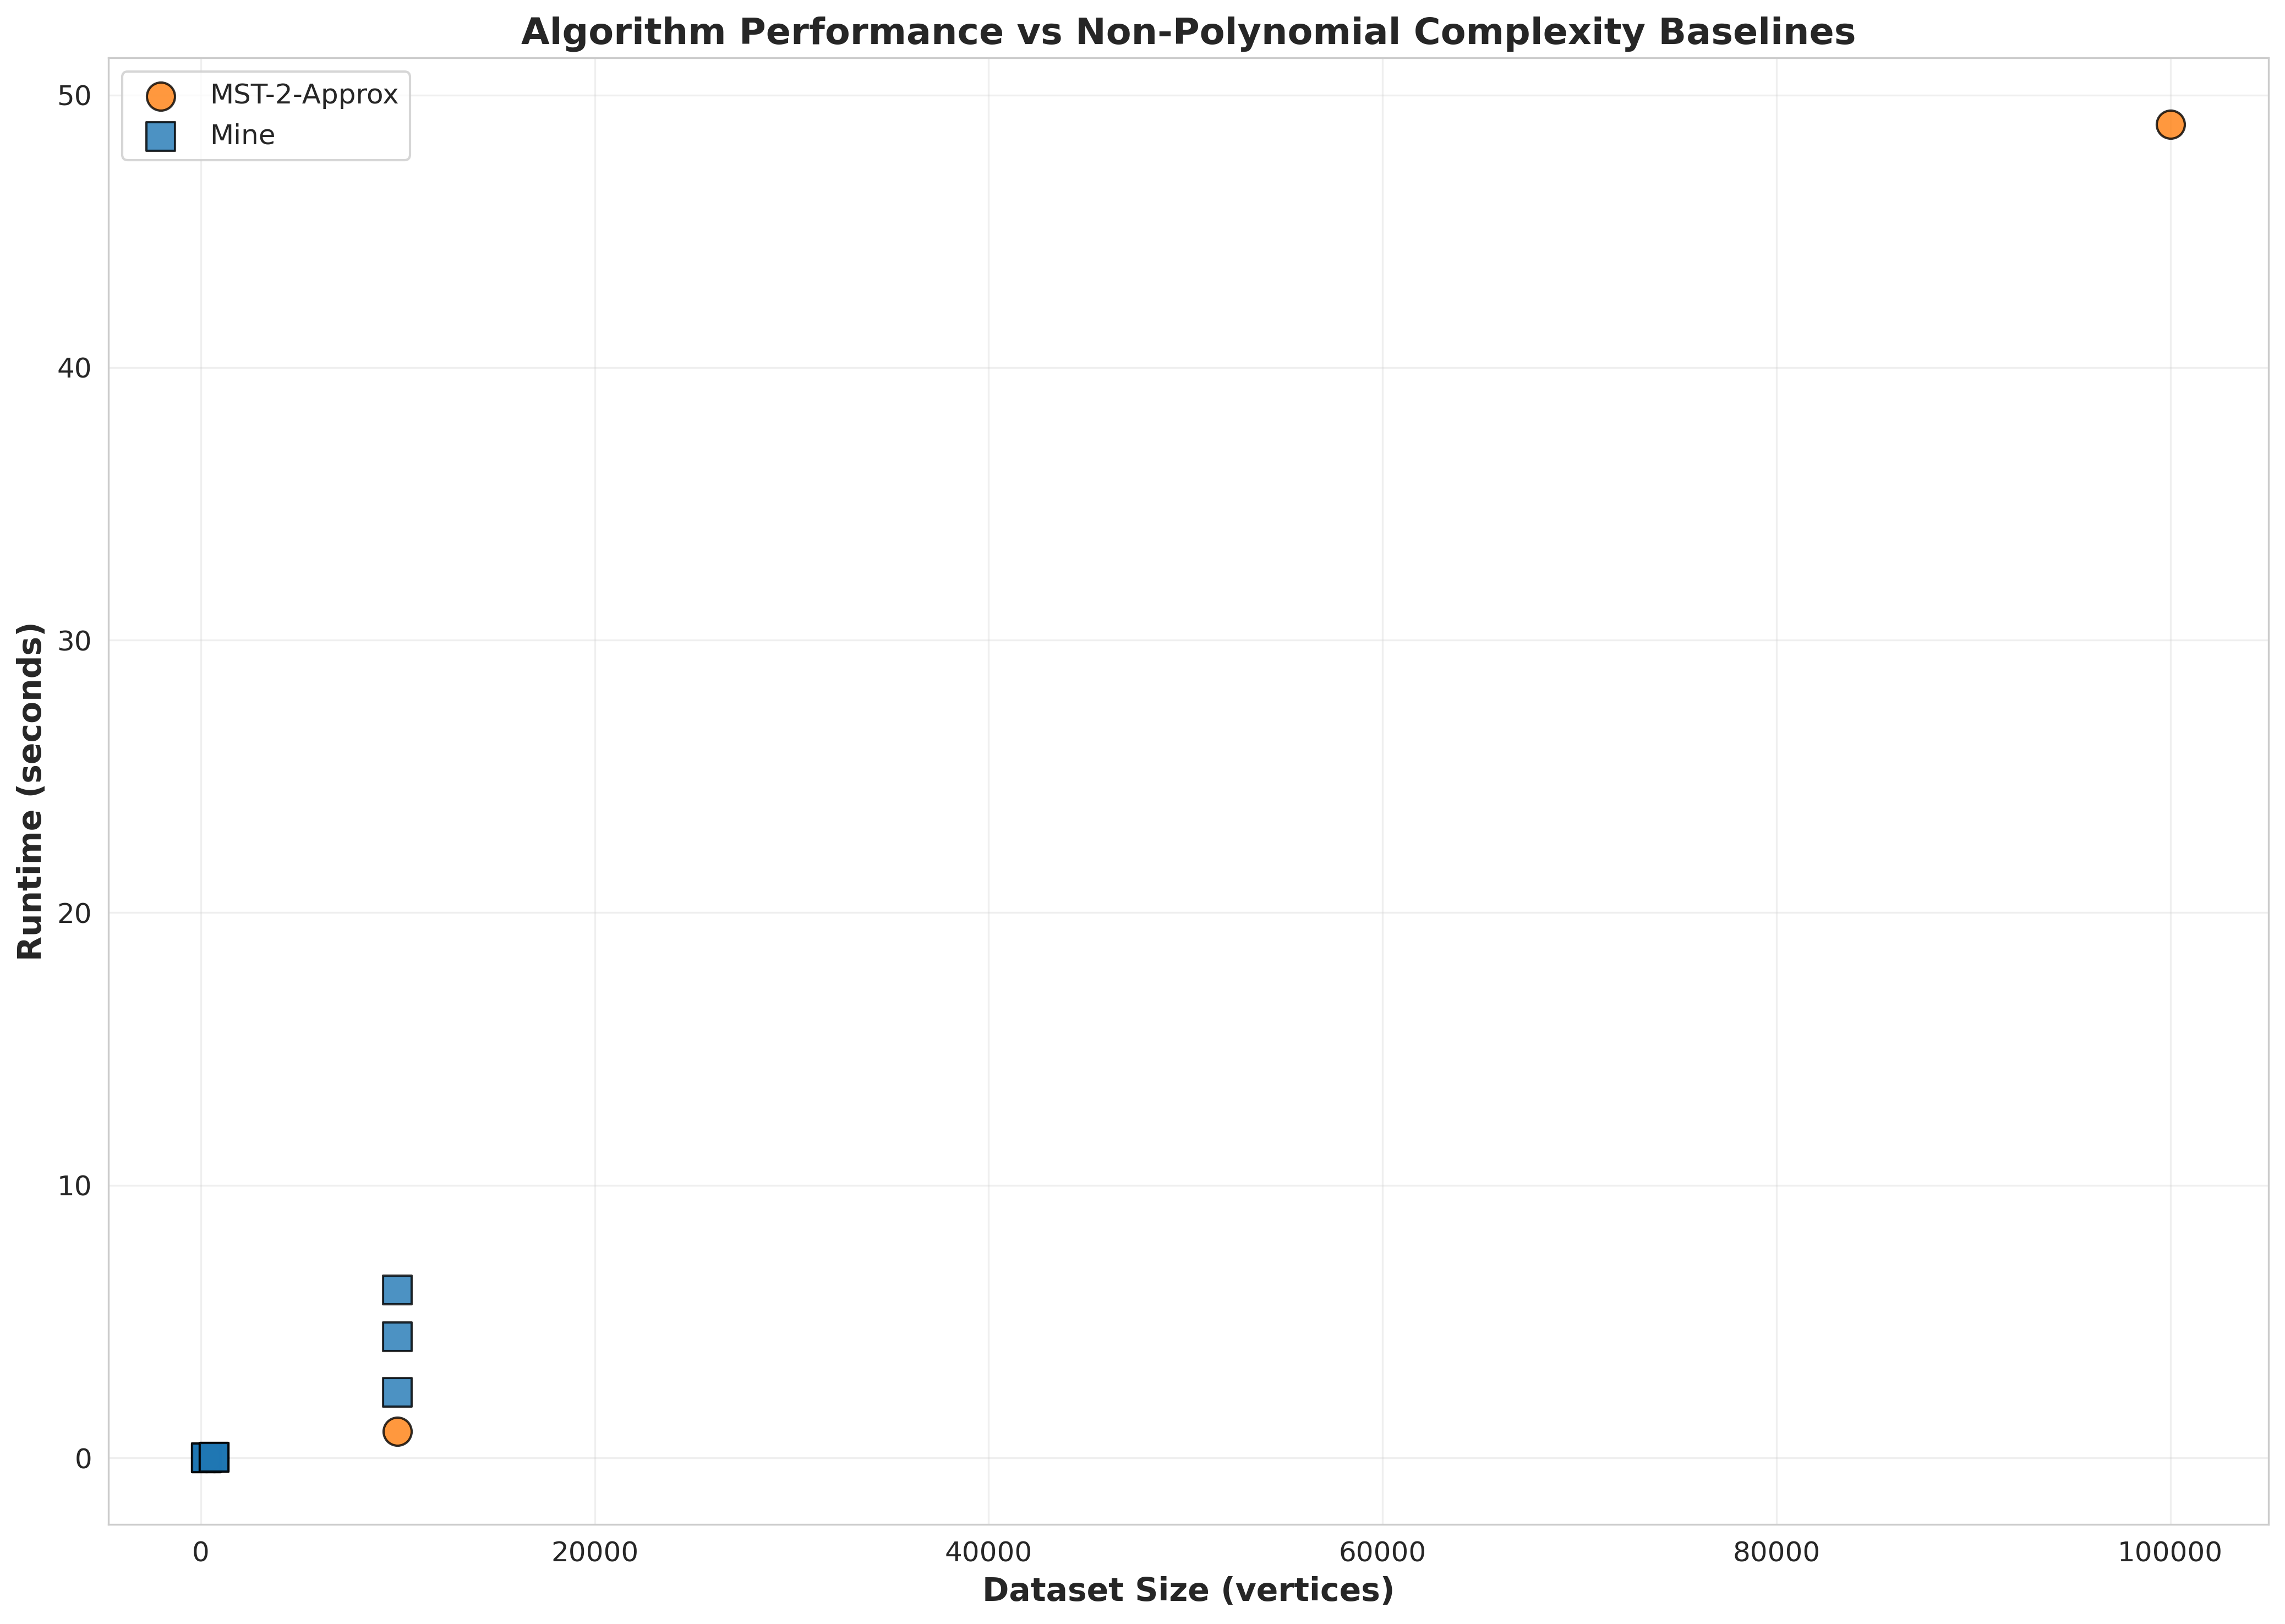 Algorithm Performance vs Non-Polynomial Complexity Baselines
MST-2-Approx
Mine
50
40
30
20
10
0
Runtime (seconds)
0 20000 40000 60000 80000 100000
Dataset Size (vertices)